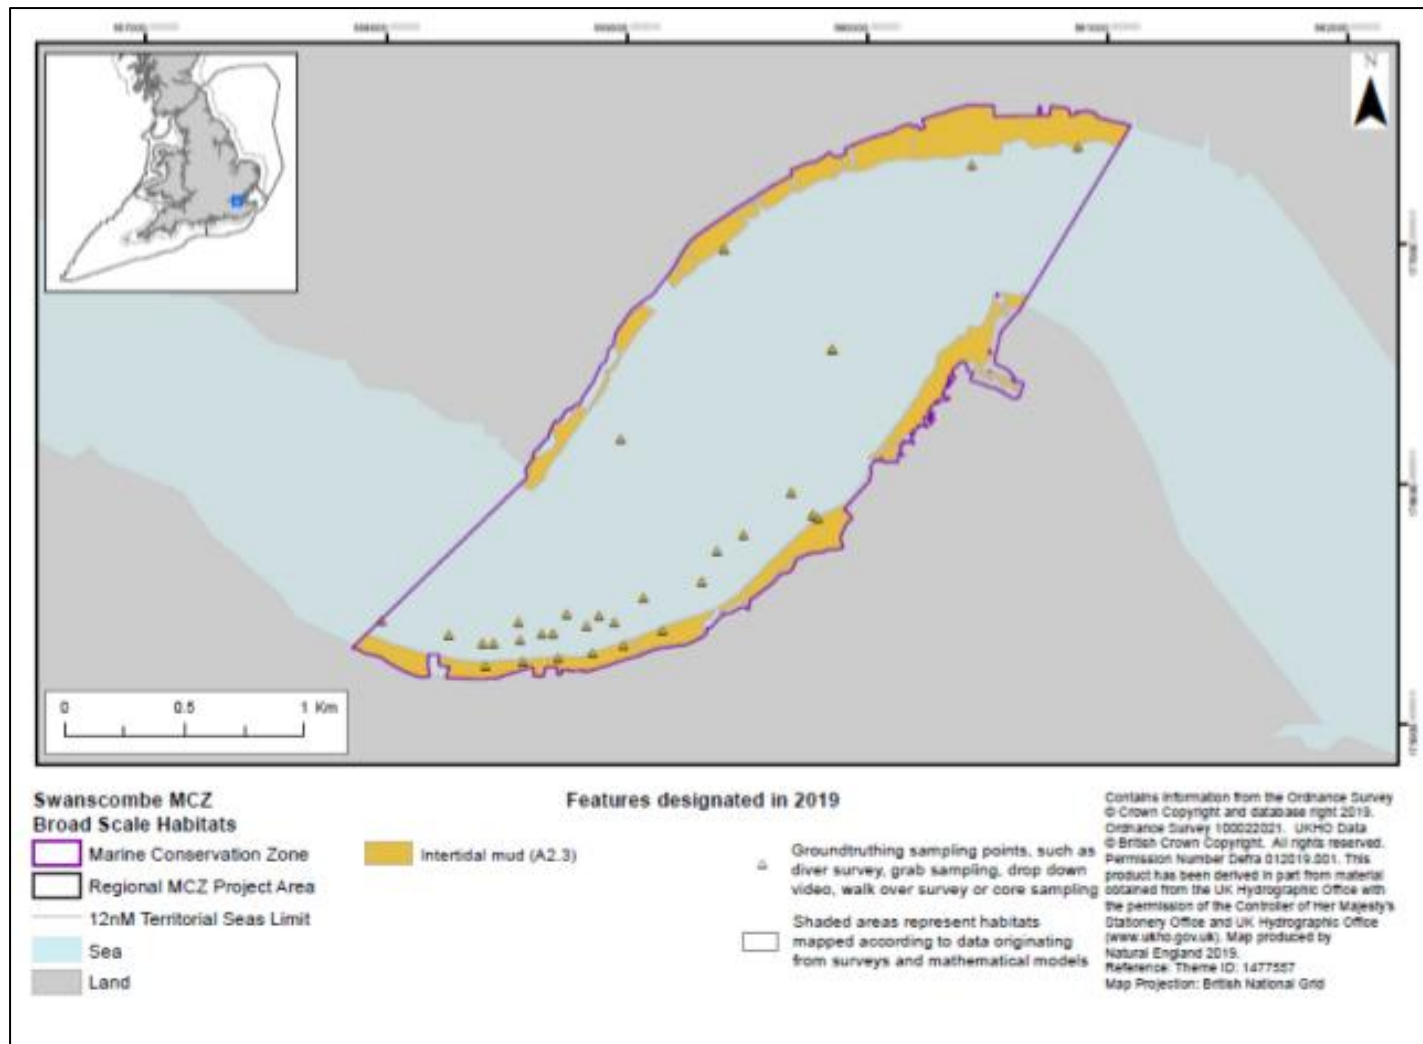 N
0 0.5 1 Km
Swanscombe MCZ
Broad Scale Habitats
Marine Conservation Zone
Regional MCZ Project Area
12nM Territorial Seas Limit
Sea
Land
Features designated in 2019
Intertidal mud (A2.3)
Groundtruthing sampling points, such as
diver survey, grab sampling, drop down
video, walk over survey or core sampling
Shaded areas represent habitats
mapped according to data originating
from surveys and mathematical models
Contains information from the Ordnance Survey
© Crown Copyright and database right 2019.
Ordnance Survey 100022021. UKHO Data
© British Crown Copyright. All rights reserved.
Permission Number Defra 012019.001. This
product has been derived in part from material
obtained from the UK Hydrographic Office with
the permission of the Controller of Her Majesty's
Stationery Office and UK Hydrographic Office
(www.ukho.gov.uk). Map produced by
Natural England 2019.
Reference: Theme ID: 1477557
Map Projection: British National Grid